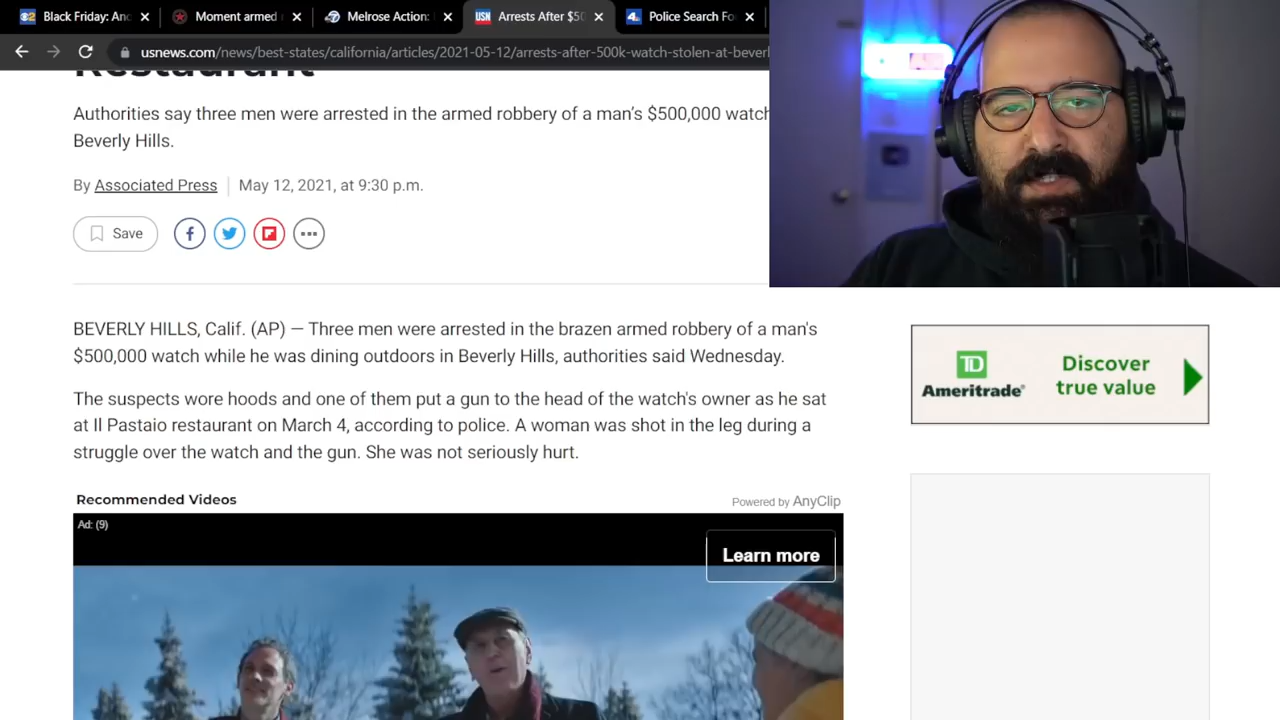 Black Friday: Anc
Moment armed
Melrose Action:
USN Arrests After $50
Police Search Fo
usnews.com/news/best-states/california/articles/2021-05-12/arrests-after-500k-watch-stolen-at-beverl
Restaurant
Authorities say three men were arrested in the armed robbery of a man's $500,000 watch
Beverly Hills.
By Associated Press | May 12, 2021, at 9:30 p.m.
Save
BEVERLY HILLS, Calif. (AP) — Three men were arrested in the brazen armed robbery of a man's
$500,000 watch while he was dining outdoors in Beverly Hills, authorities said Wednesday.
The suspects wore hoods and one of them put a gun to the head of the watch's owner as he sat
at Il Pastaio restaurant on March 4, according to police. A woman was shot in the leg during a
struggle over the watch and the gun. She was not seriously hurt.
Recommended Videos
Powered by AnyClip
Ad: (9)
Learn more
TD
Ameritrade®
Discover
true value